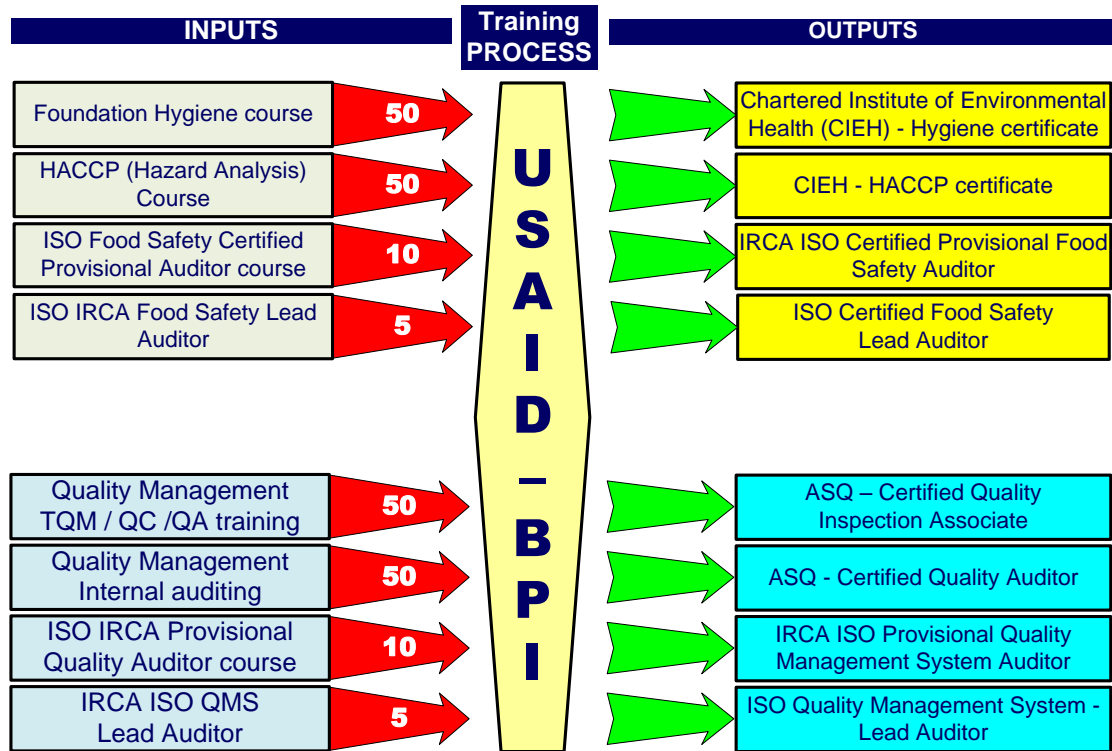 INPUTS
Training
PROCESS
OUTPUTS
Foundation Hygiene course
50
Chartered Institute of Environmental
Health (CIEH) - Hygiene certificate
HACCP (Hazard Analysis)
Course
50
CIEH - HACCP certificate
ISO Food Safety Certified
Provisional Auditor course
10
IRCA ISO Certified Provisional Food
Safety Auditor
ISO IRCA Food Safety Lead
Auditor
5
ISO Certified Food Safety
Lead Auditor
USAID – BPI
Quality Management
TQM / QC /QA training
50
ASQ – Certified Quality
Inspection Associate
Quality Management
Internal auditing
50
ASQ - Certified Quality Auditor
ISO IRCA Provisional
Quality Auditor course
10
IRCA ISO Provisional Quality
Management System Auditor
IRCA ISO QMS
Lead Auditor
5
ISO Quality Management System -
Lead Auditor